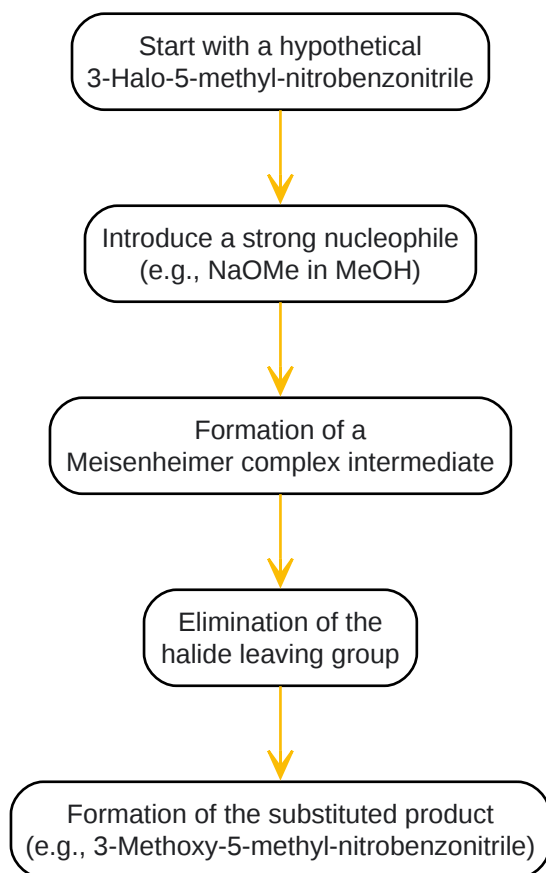 Start with a hypothetical
3-Halo-5-methyl-nitrobenzonitrile
Introduce a strong nucleophile
(e.g., NaOMe in MeOH)
Formation of a
Meisenheimer complex intermediate
Elimination of the
halide leaving group
Formation of the substituted product
(e.g., 3-Methoxy-5-methyl-nitrobenzonitrile)